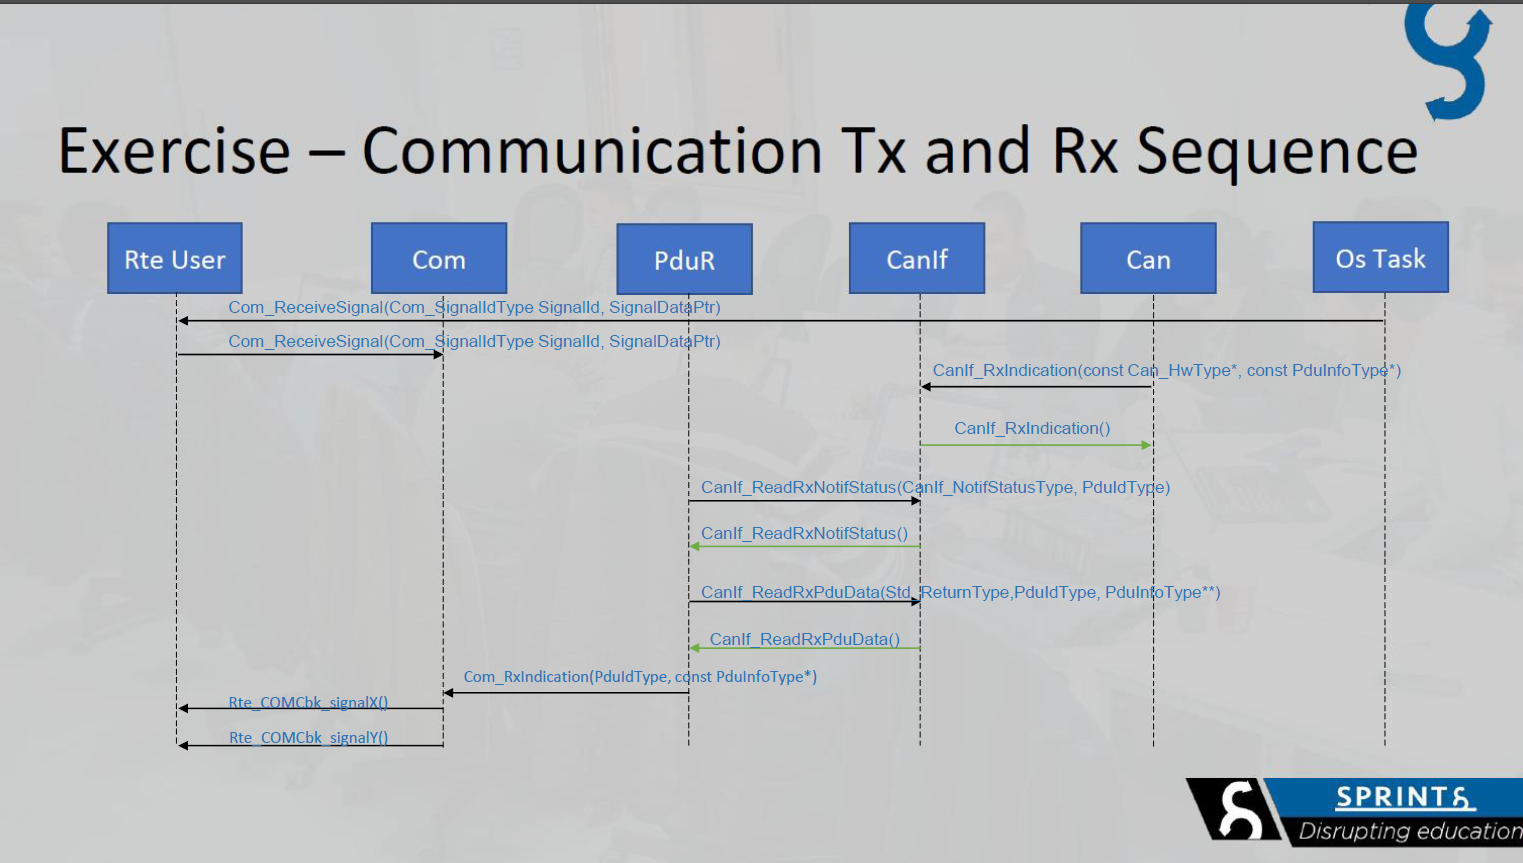 Exercise – Communication Tx and Rx Sequence
Rte User
Com
PduR
CanIf
Can
Os Task
Com_ReceiveSignal(Com_SignalIdType SignalId, SignalDataPtr)
Com_ReceiveSignal(Com_SignalIdType SignalId, SignalDataPtr)
CanIf_RxIndication(const Can_HwType*, const PduInfoType*)
CanIf_RxIndication()
CanIf_ReadRxNotifStatus(CanIf_NotifStatusType, PduIdType)
CanIf_ReadRxNotifStatus()
CanIf_ReadRxPduData(Std_ReturnType,PduIdType, PduInfoType**)
CanIf_ReadRxPduData()
Com_RxIndication(PduIdType, const PduInfoType*)
Rte_COMCbk_signalX()
Rte_COMCbk_signalY()
SPRINTS
Disrupting education